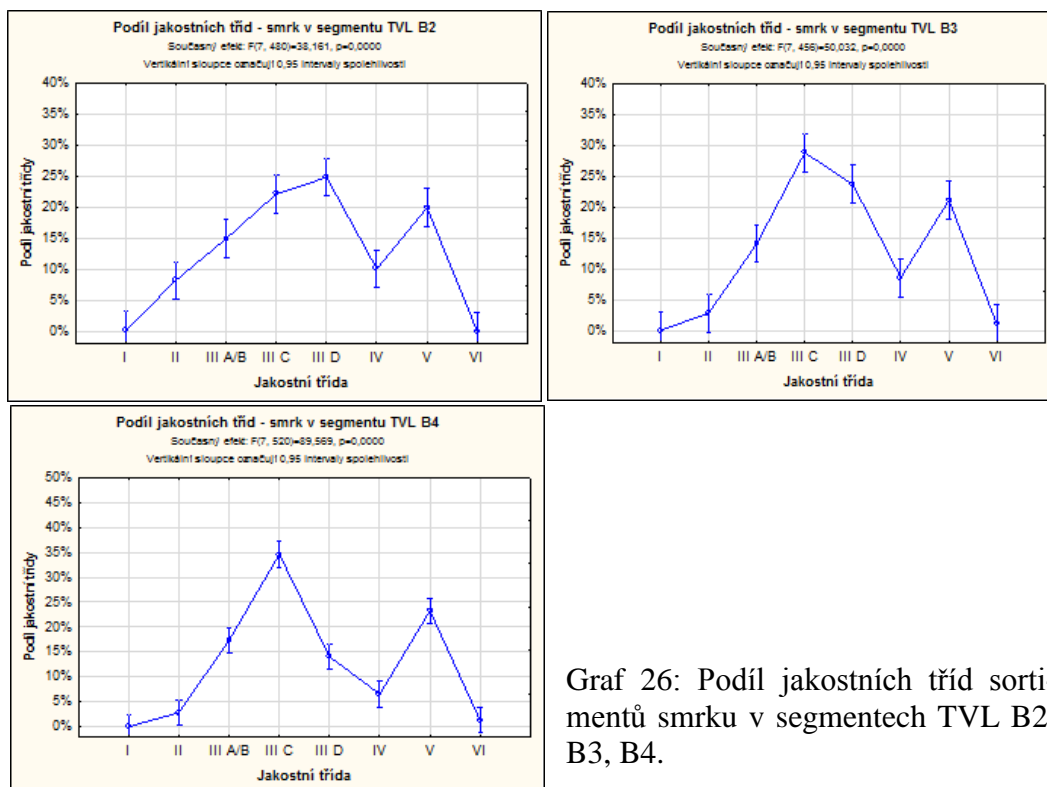 Podíl jakostních tříd - smrk v segmentu TVL B2
Současný efekt: F(7, 480)=38,161, p=0,0000
Vertikální sloupce označují 0,95 intervaly spolehlivosti
40%
35%
30%
25%
20%
15%
10%
5%
0%
Podíl jakostní třídy
I II III A/B III C III D IV V VI
Jakostní třída
Podíl jakostních tříd - smrk v segmentu TVL B3
Současný efekt: F(7, 456)=50,032, p=0,0000
Vertikální sloupce označují 0,95 intervaly spolehlivosti
40%
35%
30%
25%
20%
15%
10%
5%
0%
Podíl jakostní třídy
I II III A/B III C III D IV V VI
Jakostní třída
Podíl jakostních tříd - smrk v segmentu TVL B4
Současný efekt: F(7, 520)=89,569, p=0,0000
Vertikální sloupce označují 0,95 intervaly spolehlivosti
50%
45%
40%
35%
30%
25%
20%
15%
10%
5%
0%
Podíl jakostní třídy
I II III A/B III C III D IV V VI
Jakostní třída
Graf 26: Podíl jakostních tříd sorti-
mentů smrku v segmentech TVL B2
B3, B4.